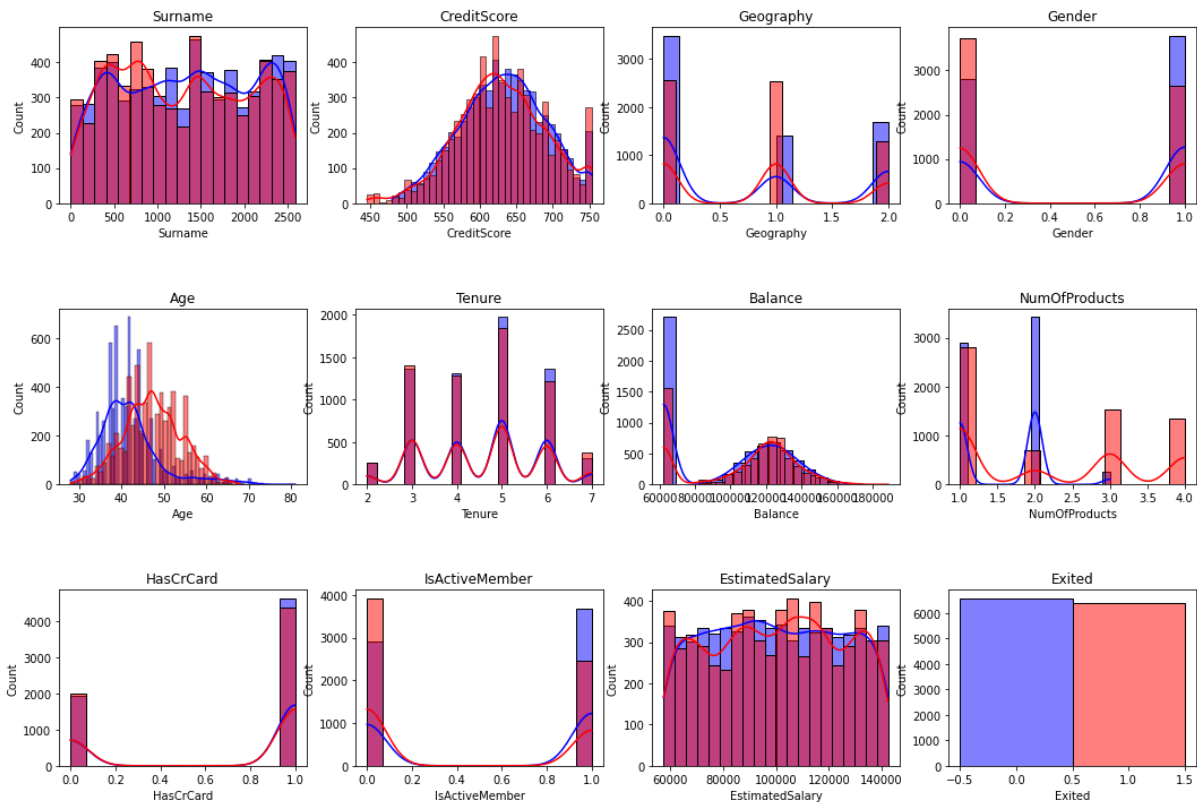 Surname
CreditScore
Geography
Gender
400
300
200
100
0
Count
0 500 1000 1500 2000 2500
Surname
400
300
200
100
0
Count
450 500 550 600 650 700 750
CreditScore
3000
2000
1000
0
Count
0.0 0.5 1.0 1.5 2.0
Geography
3000
2000
1000
0
Count
0.0 0.2 0.4 0.6 0.8 1.0
Gender
Age
Tenure
Balance
NumOfProducts
600
400
200
0
Count
30 40 50 60 70 80
Age
2000
1500
1000
500
0
Count
2 3 4 5 6 7
Tenure
2500
2000
1500
1000
500
0
Count
60000 80000 100000 120000 140000 160000 180000
Balance
3000
2000
1000
0
Count
1.0 1.5 2.0 2.5 3.0 3.5 4.0
NumOfProducts
HasCrCard
IsActiveMember
EstimatedSalary
Exited
4000
3000
2000
1000
0
Count
0.0 0.2 0.4 0.6 0.8 1.0
HasCrCard
4000
3000
2000
1000
0
Count
0.0 0.2 0.4 0.6 0.8 1.0
IsActiveMember
400
300
200
100
0
Count
60000 80000 100000 120000 140000
EstimatedSalary
6000
5000
4000
3000
2000
1000
0
Count
−0.5 0.0 0.5 1.0 1.5
Exited